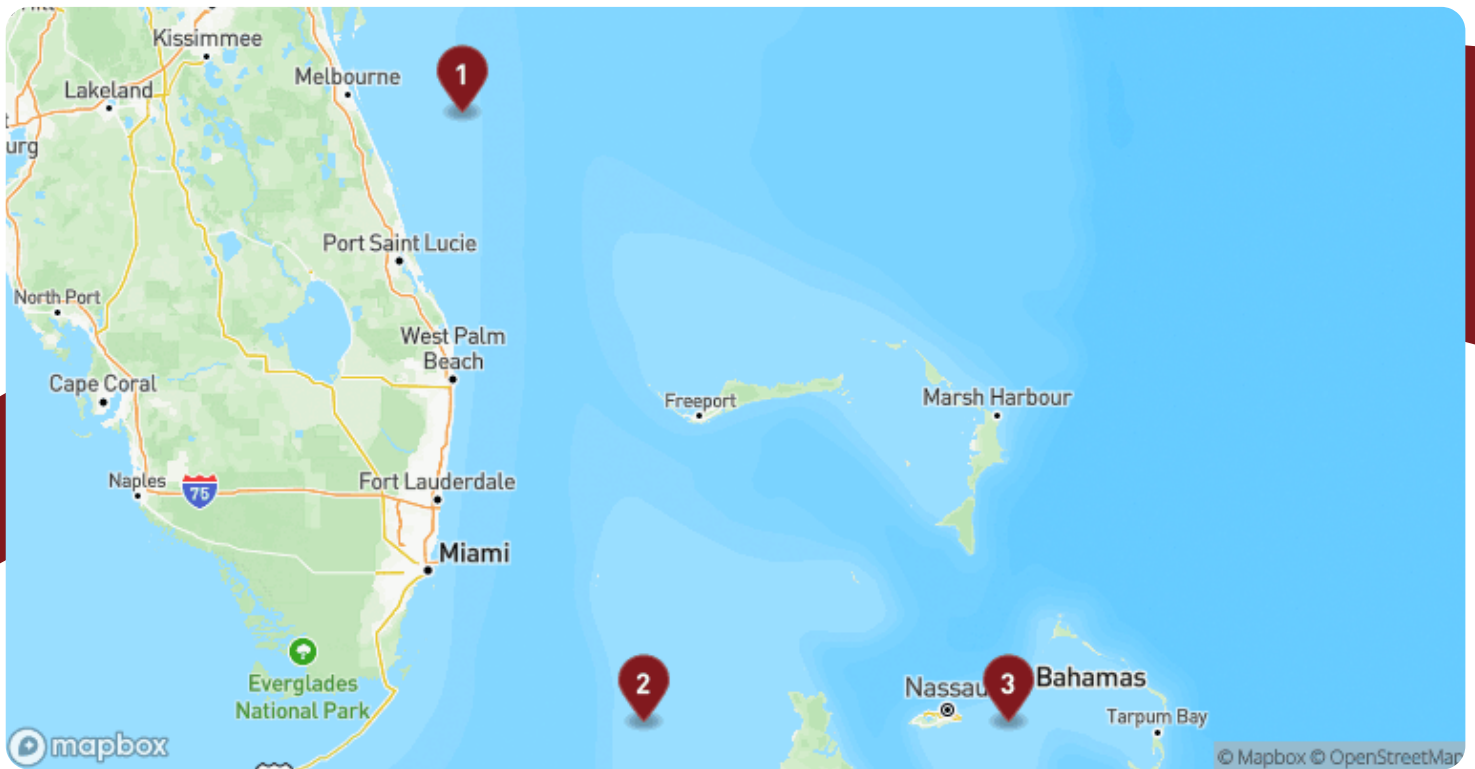 Kissimmee
Melbourne
1
Lakeland
urg
Port Saint Lucie
North Port
West Palm
Beach
Cape Coral
Freeport
Marsh Harbour
Naples
75
Fort Lauderdale
Miami
Everglades
National Park
2
Nassau
3
Bahamas
Tarpum Bay
mapbox
© Mapbox © OpenStreetMap